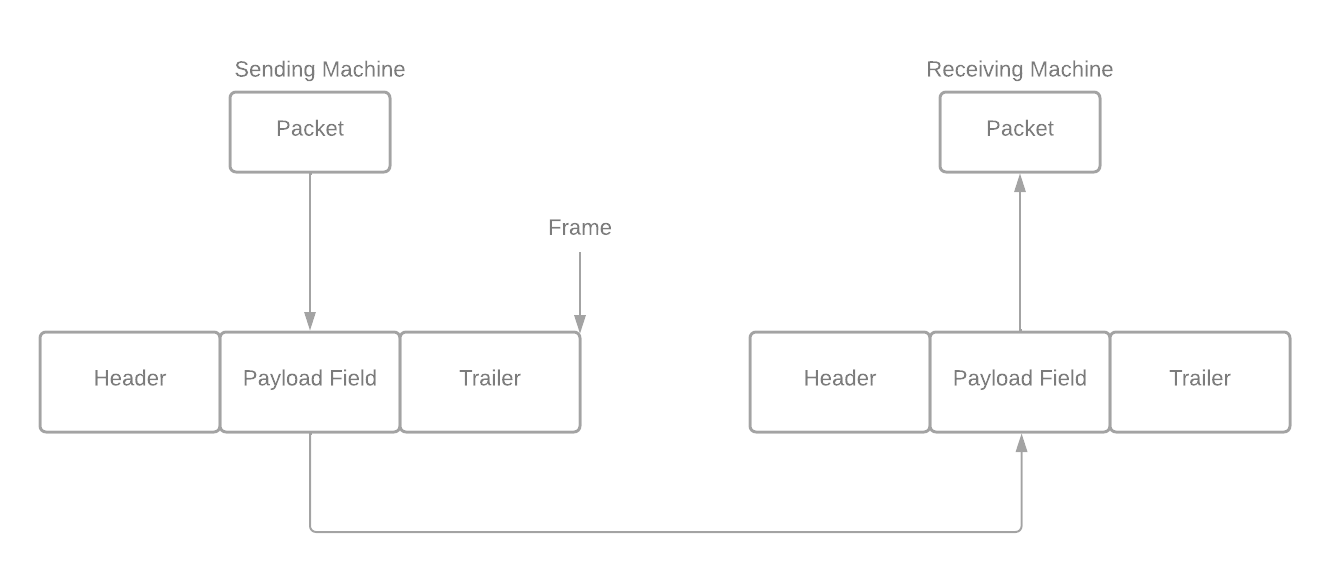 Sending Machine
Receiving Machine
Packet
Packet
Frame
Header
Payload Field
Trailer
Header
Payload Field
Trailer